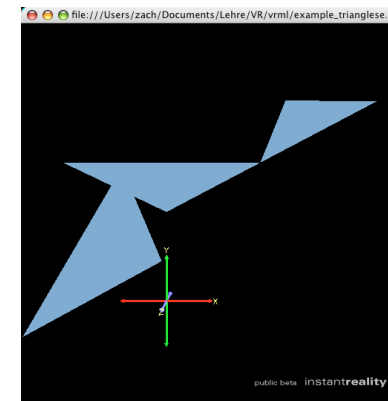 file:///Users/zach/Documents/Lehre/VR/vrml/example_trianglese.
Y
X
Z
public beta instantreality